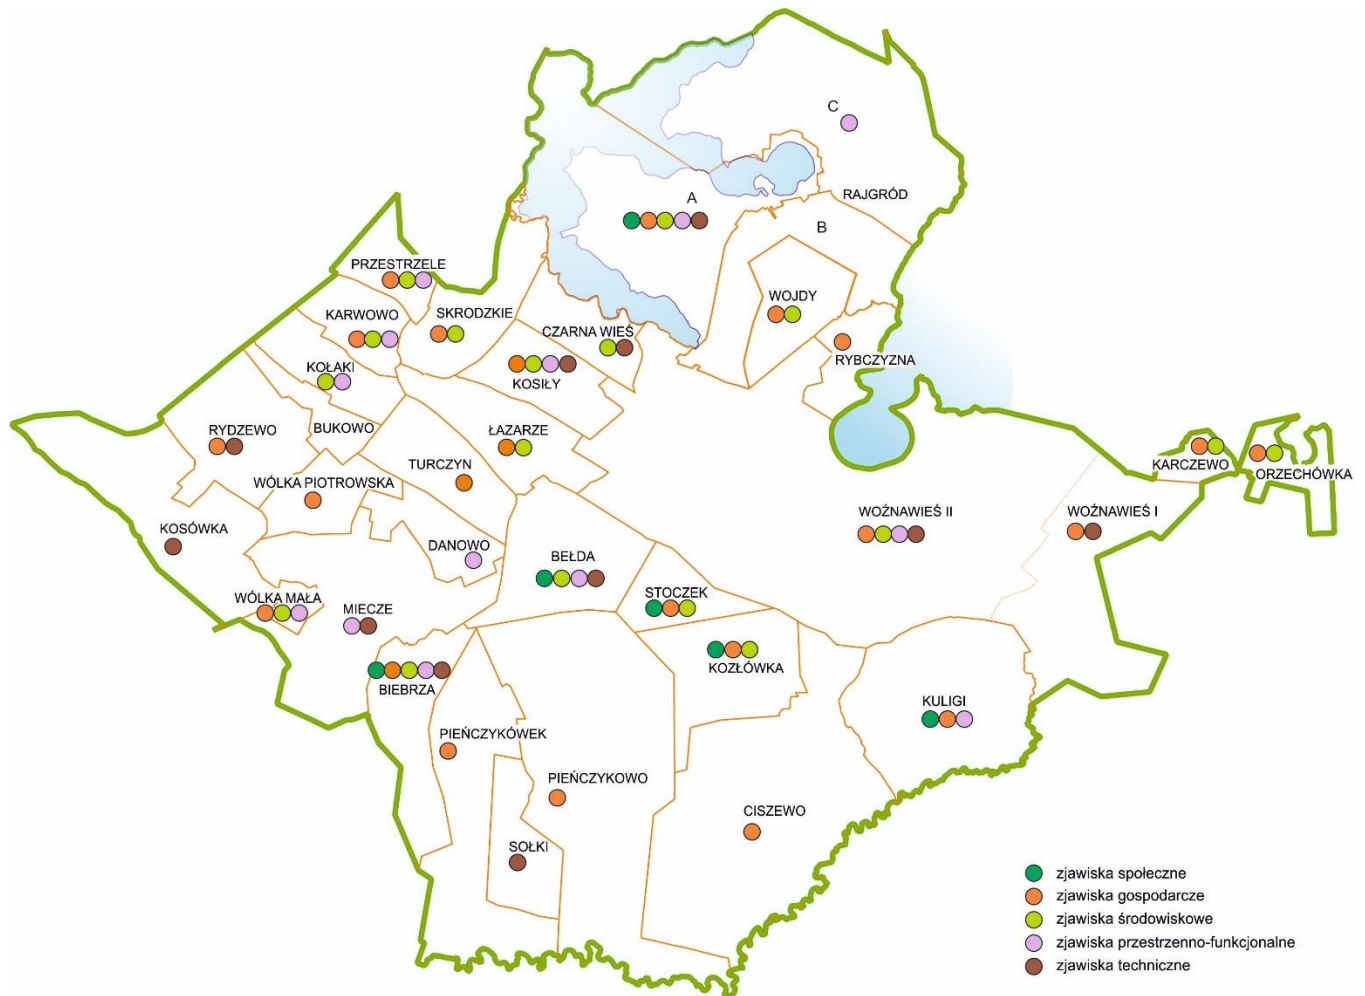 C
RAJGRÓD
A
B
PRZESTRZELE
WOJDY
KARWOWO
SKRODZKIE
CZARNA WIEŚ
RYBCZYZNA
KOŁAKI
KOSIŁY
RYDZEWO
BUKOWO
ŁAZARZE
TURCZYN
KARCZEWO
ORZECHÓWKA
WÓLKA PIOTROWSKA
WOŹNAWIEŚ II
WOŹNAWIEŚ I
KOSÓWKA
DANOWO
BEŁDA
STOCZEK
WÓLKA MAŁA
MIECZE
KOZŁÓWKA
BIEBRZA
KULIGI
PIEŃCZYKÓWEK
PIEŃCZYKOWO
CISZEWO
SOŁKI
zjawiska społeczne
zjawiska gospodarcze
zjawiska środowiskowe
zjawiska przestrzenno-funkcjonalne
zjawiska techniczne